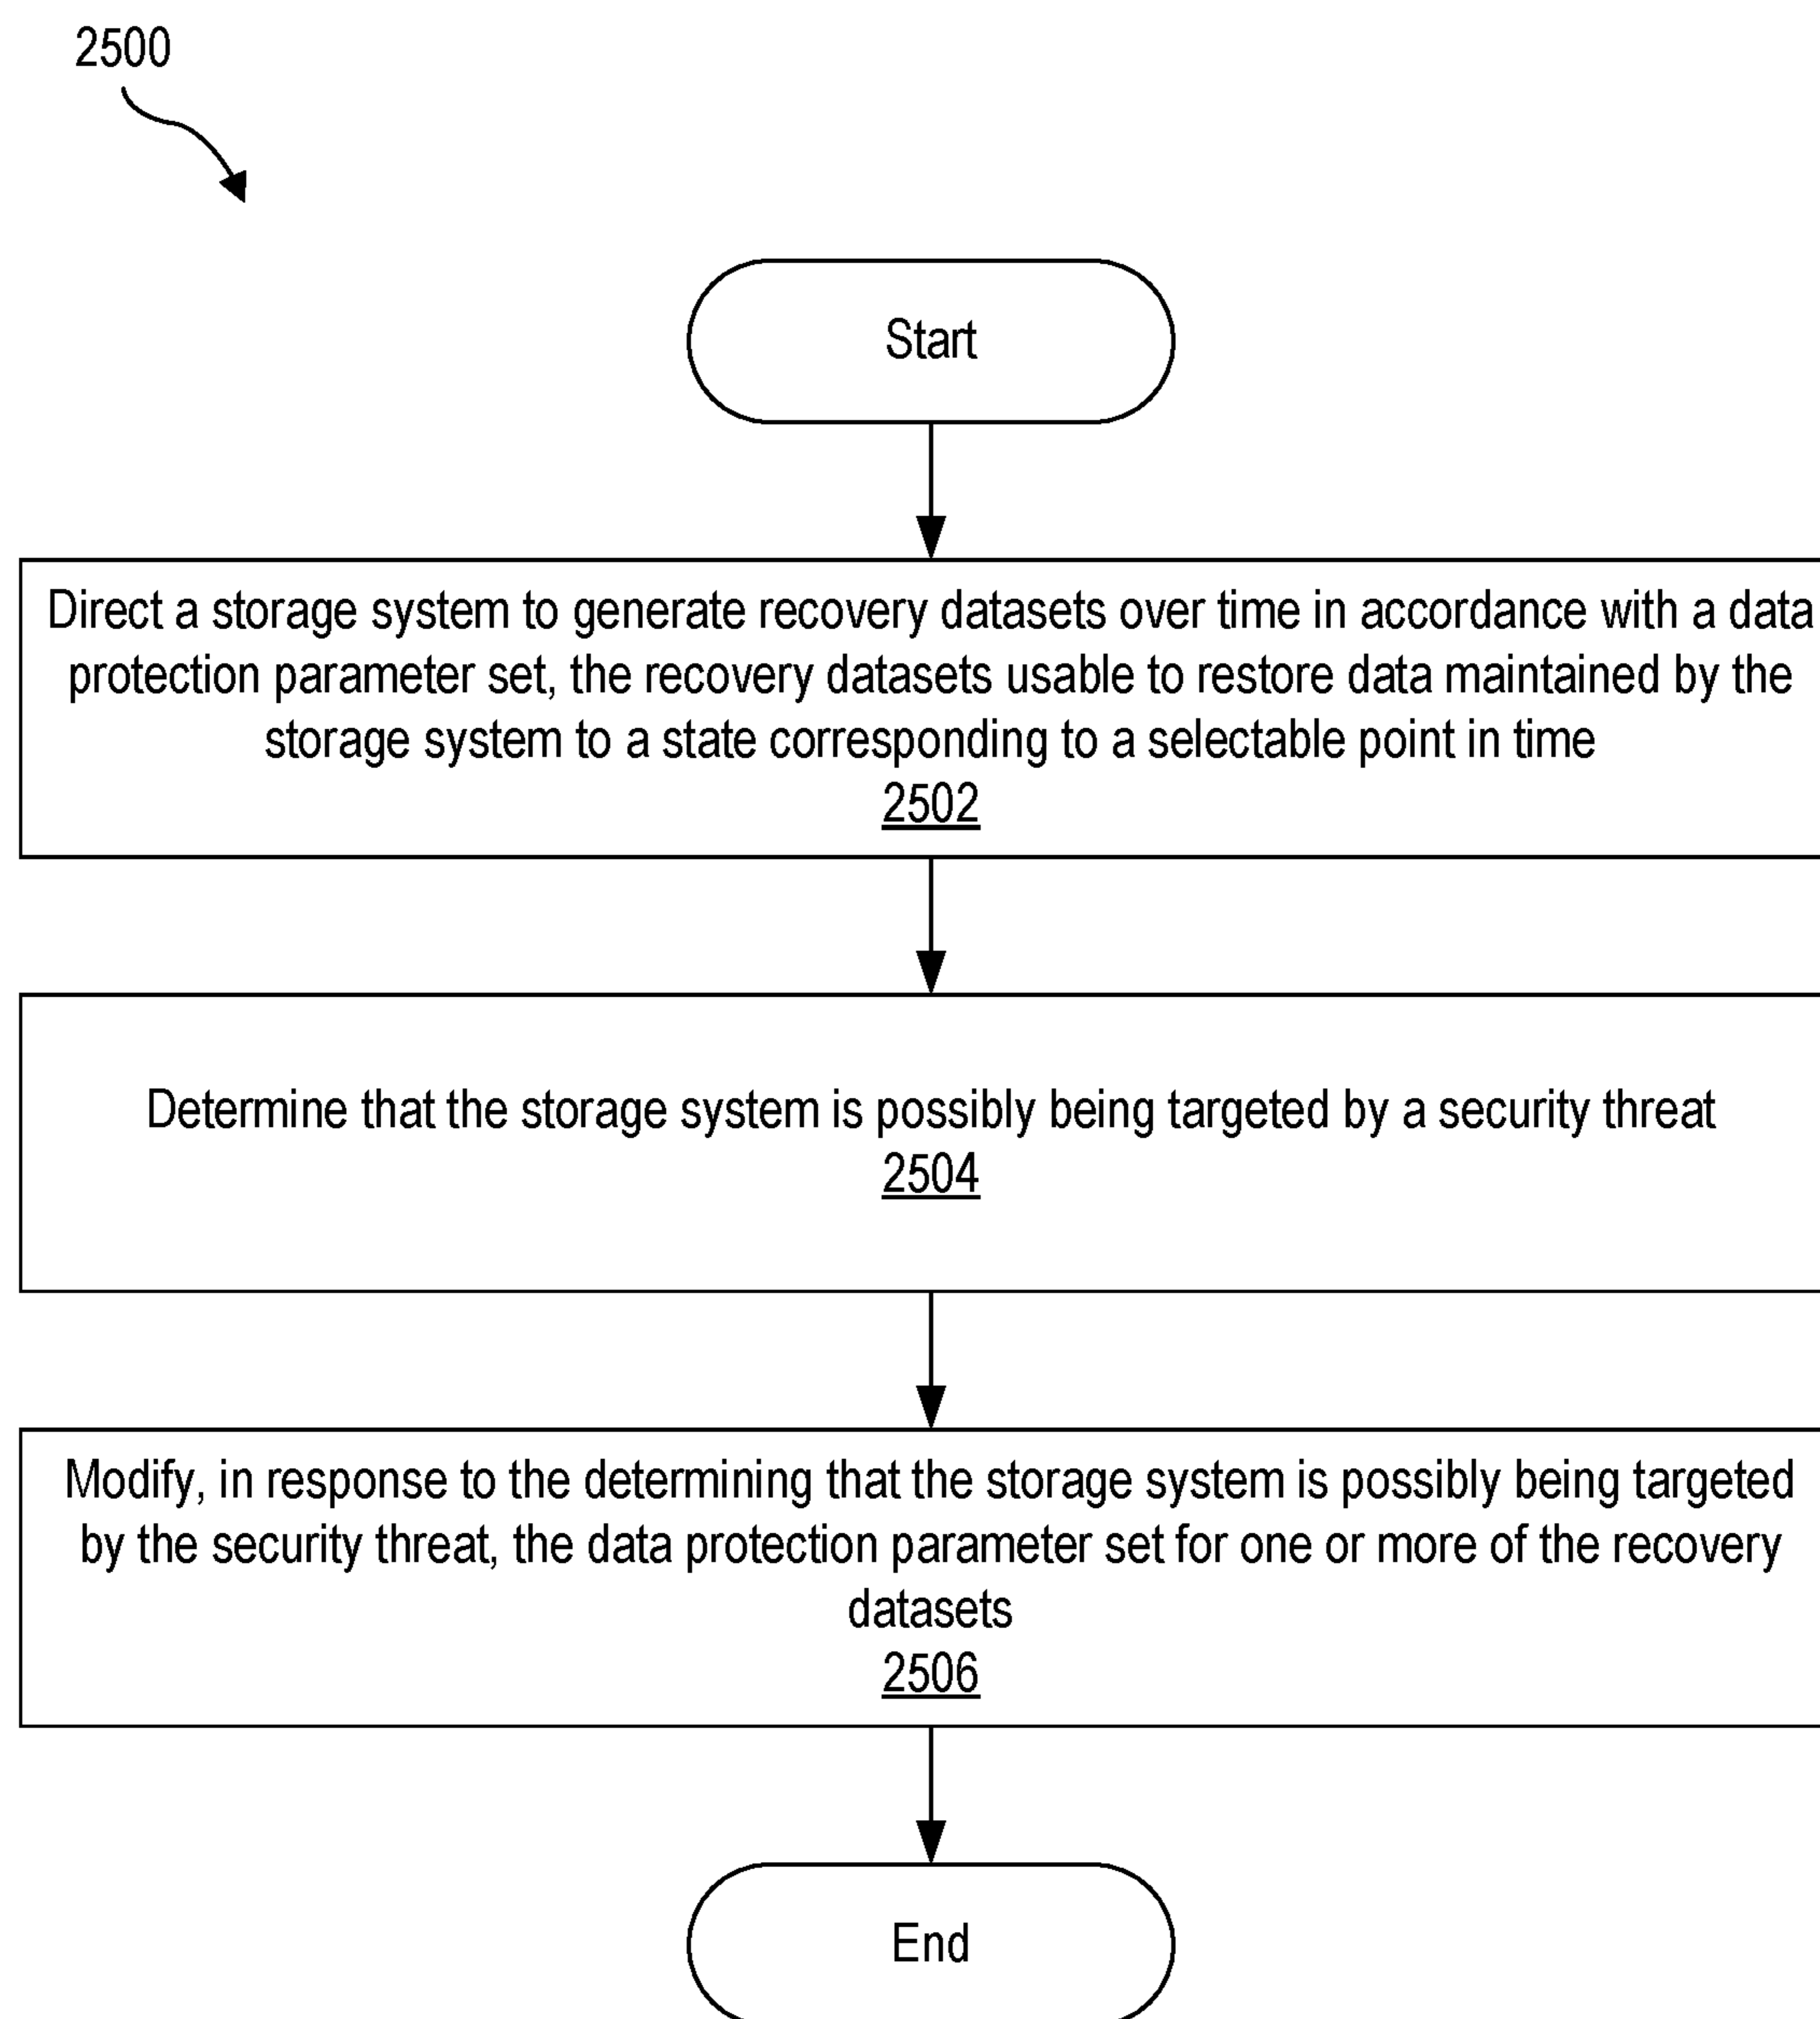 2500
Start
Direct a storage system to generate recovery datasets over time in accordance with a data
protection parameter set, the recovery datasets usable to restore data maintained by the
storage system to a state corresponding to a selectable point in time
2502
Determine that the storage system is possibly being targeted by a security threat
2504
Modify, in response to the determining that the storage system is possibly being targeted
by the security threat, the data protection parameter set for one or more of the recovery
datasets
2506
End